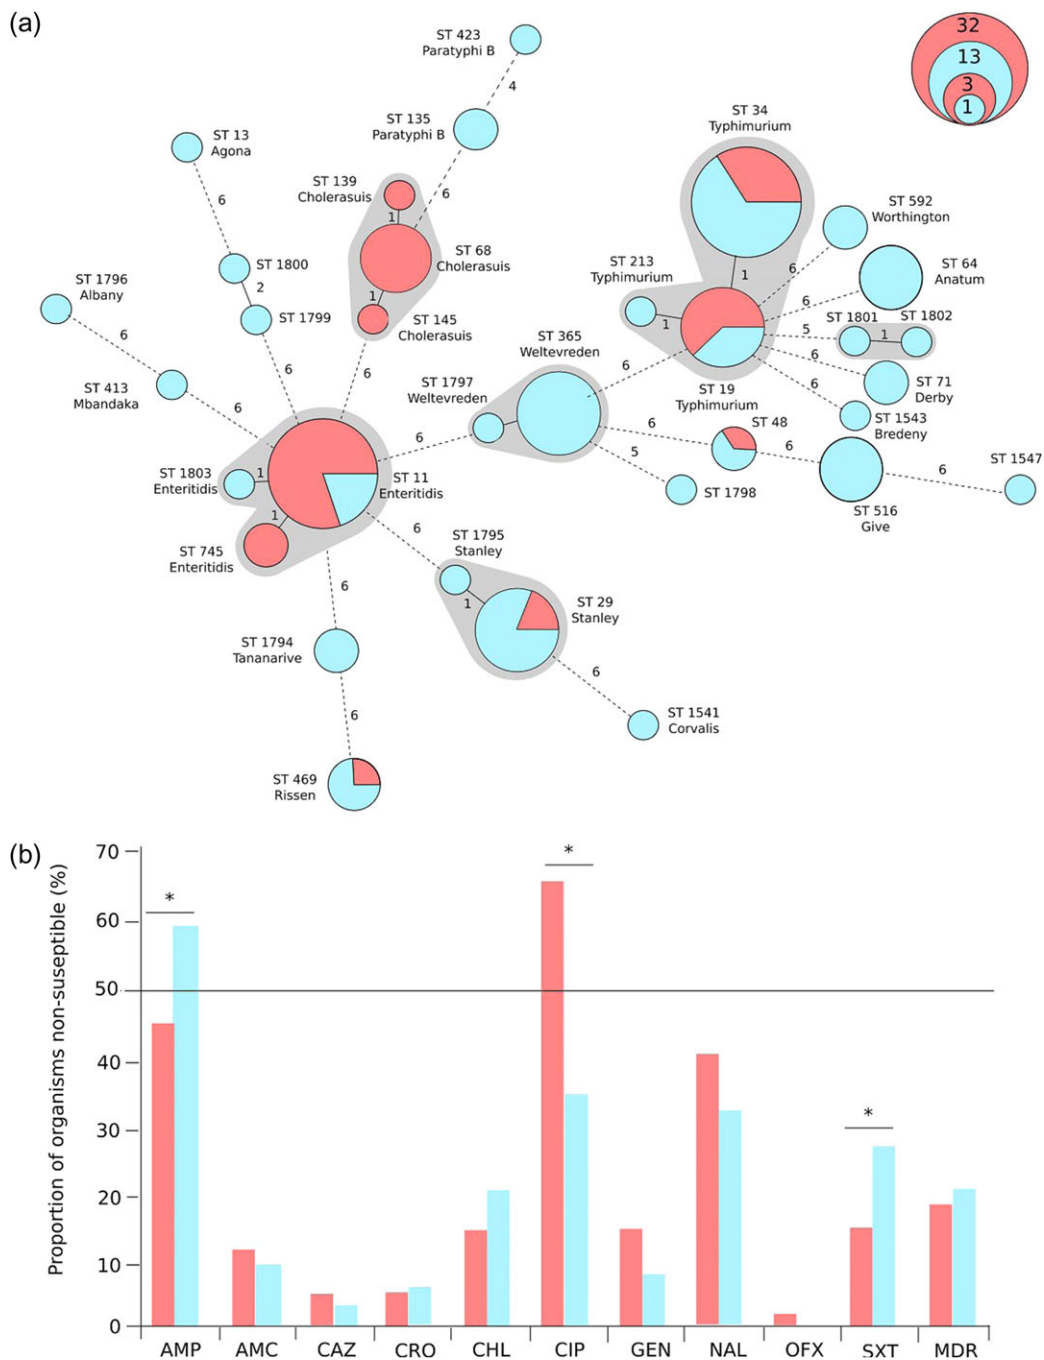 (a)
32
13
3
1
ST 423
Paratyphi B
4
ST 135
Paratyphi B
6
ST 13
Agona
6
ST 1800
2
ST 1799
6
ST 139
Cholerasuis
1
ST 68
Cholerasuis
1
ST 145
Cholerasuis
6
ST 1796
Albany
6
ST 413
Mbandaka
6
ST 34
Typhimurium
1
ST 213
Typhimurium
1
ST 19
Typhimurium
6
ST 592
Worthington
6
ST 64
Anatum
5
ST 1801
1
ST 1802
6
ST 71
Derby
6
ST 1543
Bredeny
ST 365
Weltevreden
6
ST 1797
Weltevreden
6
6
ST 48
6
ST 516
Give
6
ST 1547
5
ST 1798
ST 1803
Enteritidis
1
ST 11
Enteritidis
1
ST 745
Enteritidis
6
ST 1795
Stanley
1
ST 29
Stanley
6
ST 1541
Corvalis
6
ST 1794
Tananarive
6
ST 469
Rissen
(b)
Proportion of organisms non-suseptible (%)
70
60
50
40
30
20
10
0
*
*
*
AMP AMC CAZ CRO CHL CIP GEN NAL OFX SXT MDR